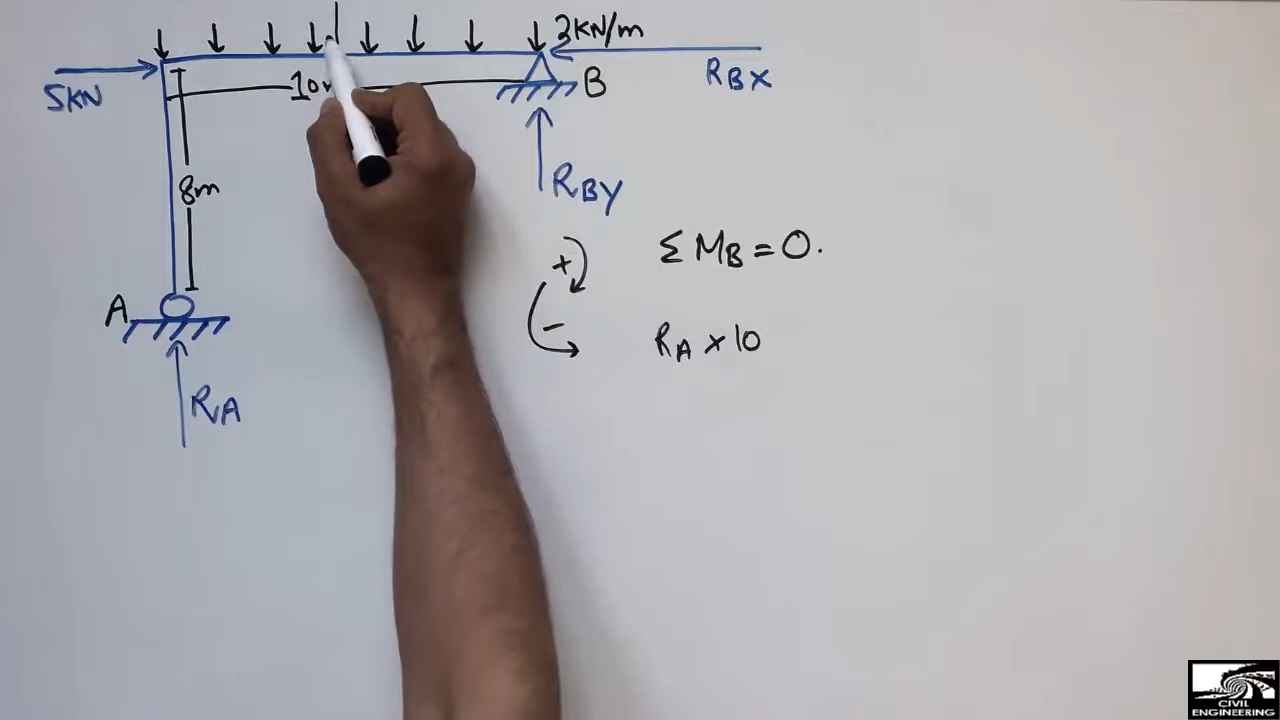 3KN/m
5KN
RBX
B
8m
RBY
+
ΣMB=0.
-
RA×10
A
RA
CIVIL
ENGINEERING